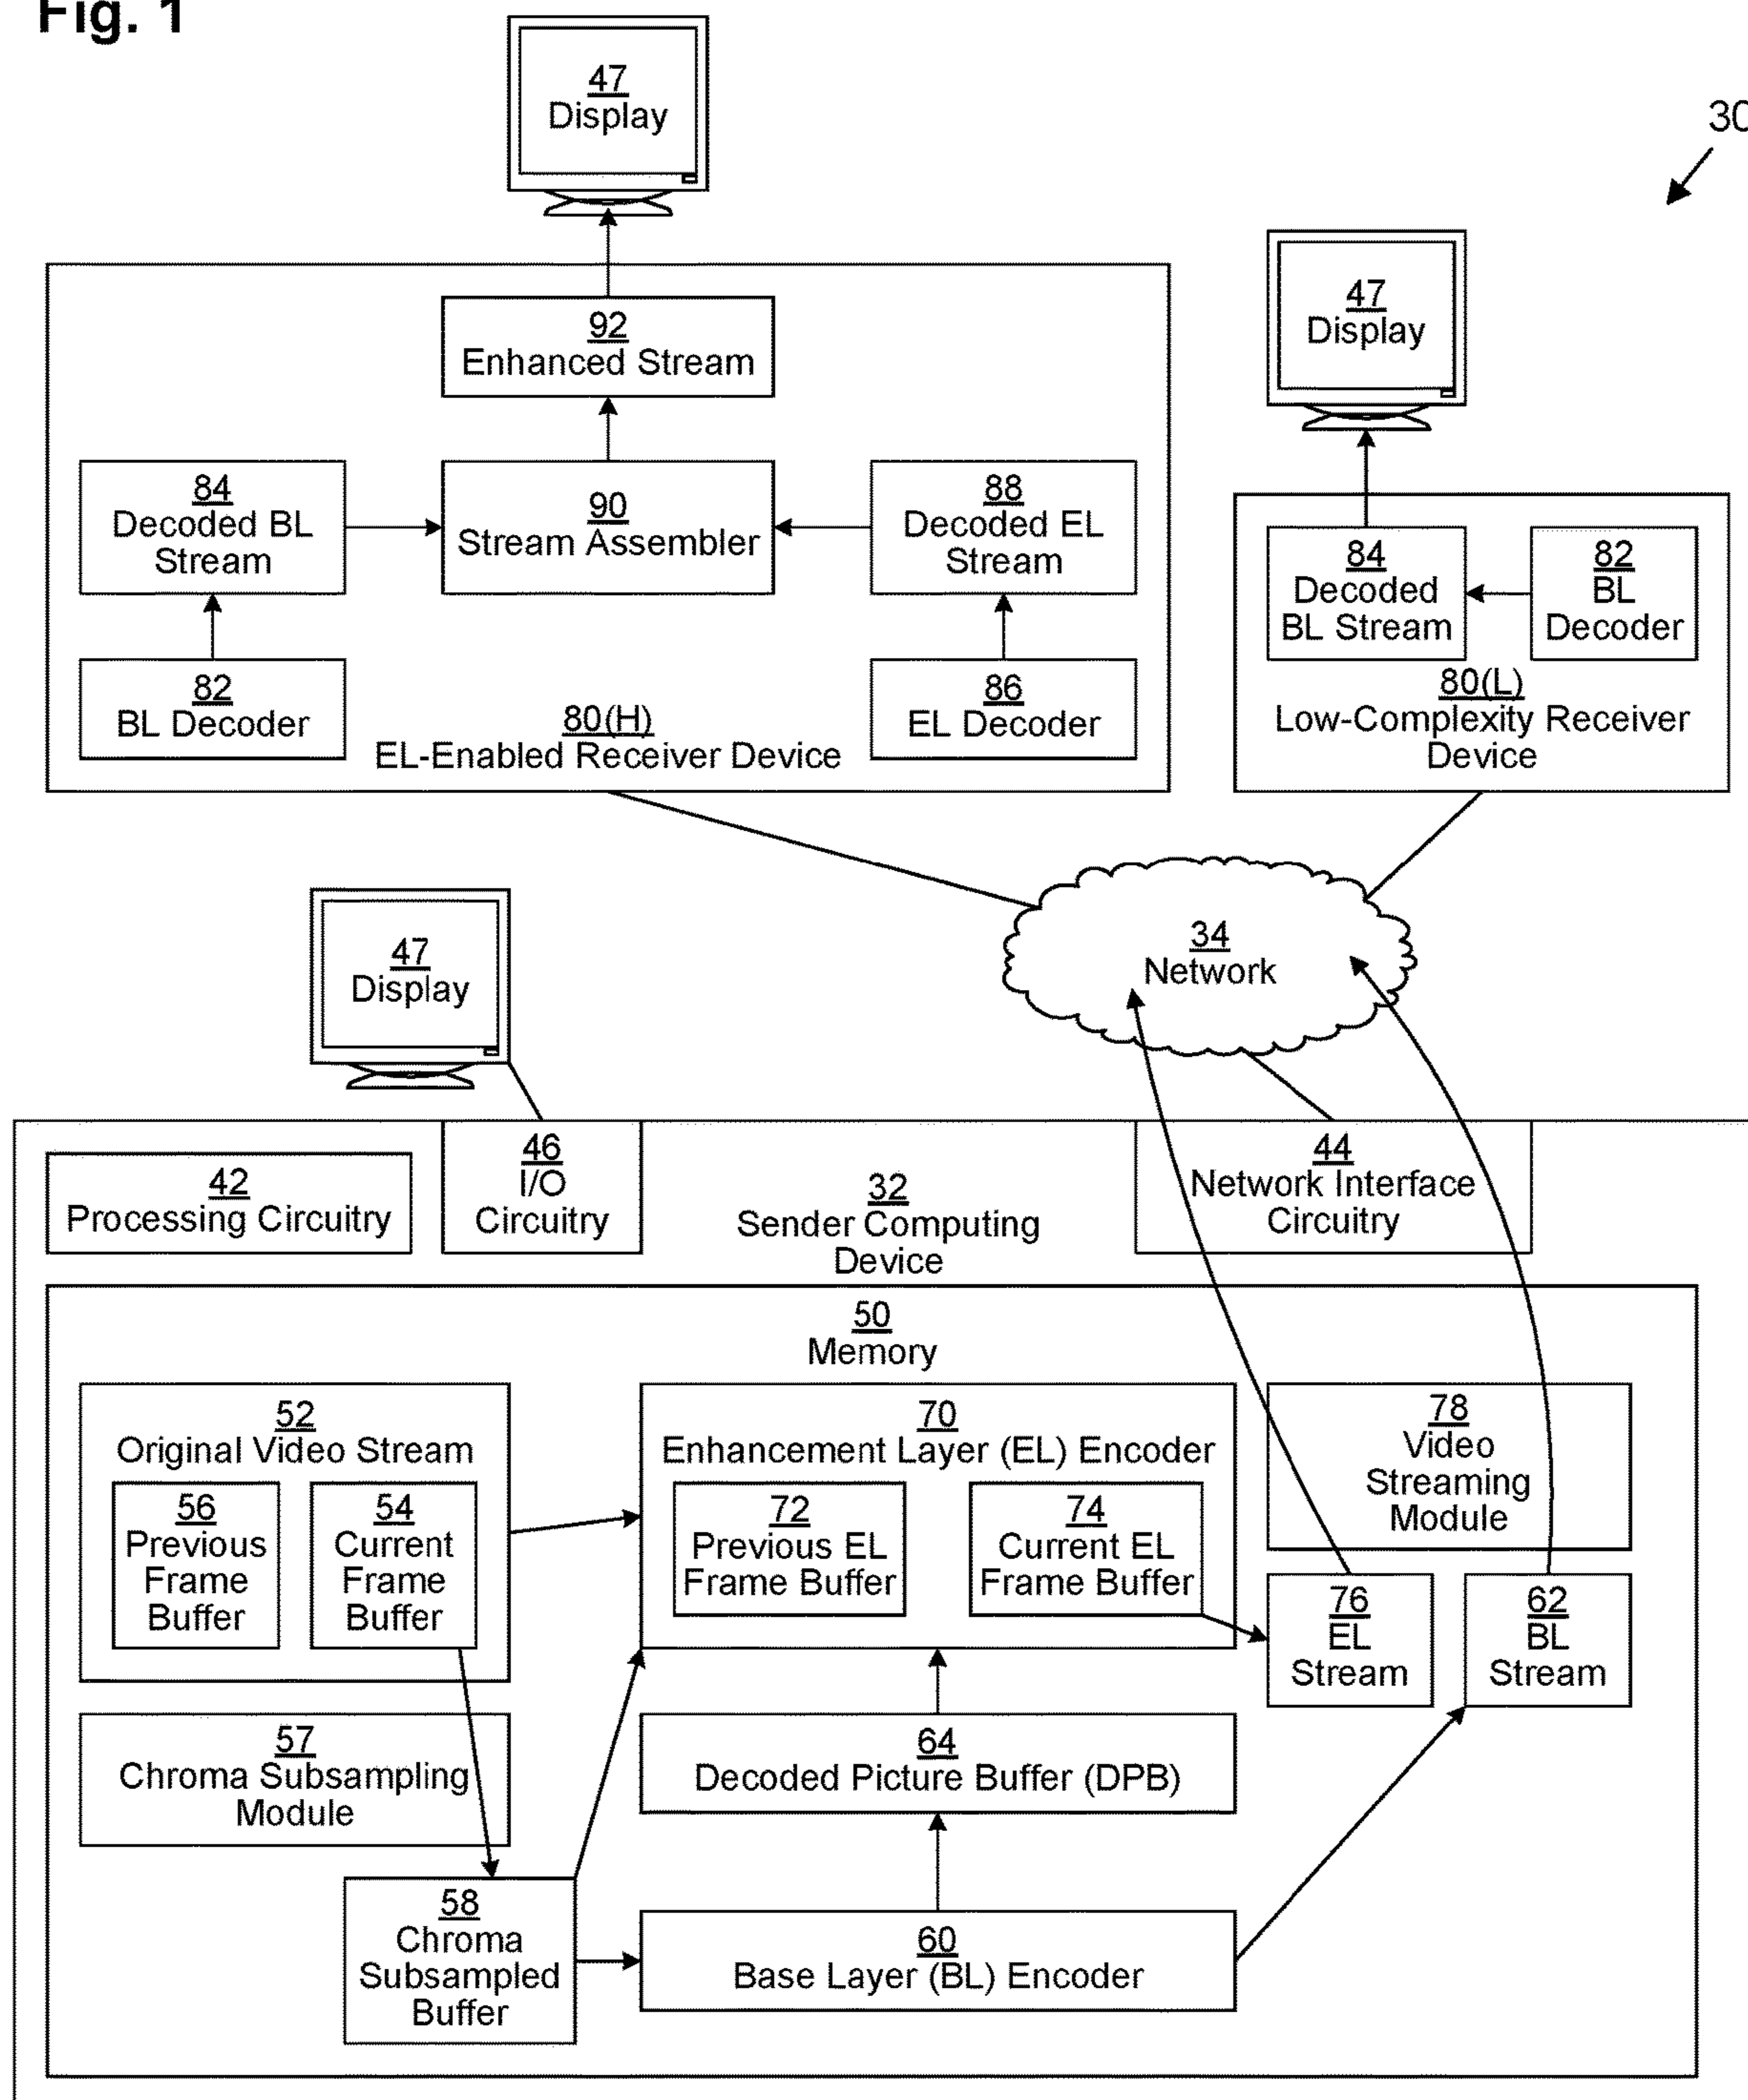 Fig. 1
30
47
Display
47
Display
92
Enhanced Stream
84
Decoded BL
Stream
90
Stream Assembler
88
Decoded EL
Stream
84
Decoded
BL Stream
82
BL
Decoder
82
BL Decoder
80(H)
EL-Enabled Receiver Device
86
EL Decoder
80(L)
Low-Complexity Receiver
Device
34
Network
47
Display
42
Processing Circuitry
46
I/O
Circuitry
32
Sender Computing
Device
44
Network Interface
Circuitry
50
Memory
52
Original Video Stream
56
Previous
Frame
Buffer
54
Current
Frame
Buffer
70
Enhancement Layer (EL) Encoder
72
Previous EL
Frame Buffer
74
Current EL
Frame Buffer
78
Video
Streaming
Module
76
EL
Stream
62
BL
Stream
57
Chroma Subsampling
Module
64
Decoded Picture Buffer (DPB)
58
Chroma
Subsampled
Buffer
60
Base Layer (BL) Encoder